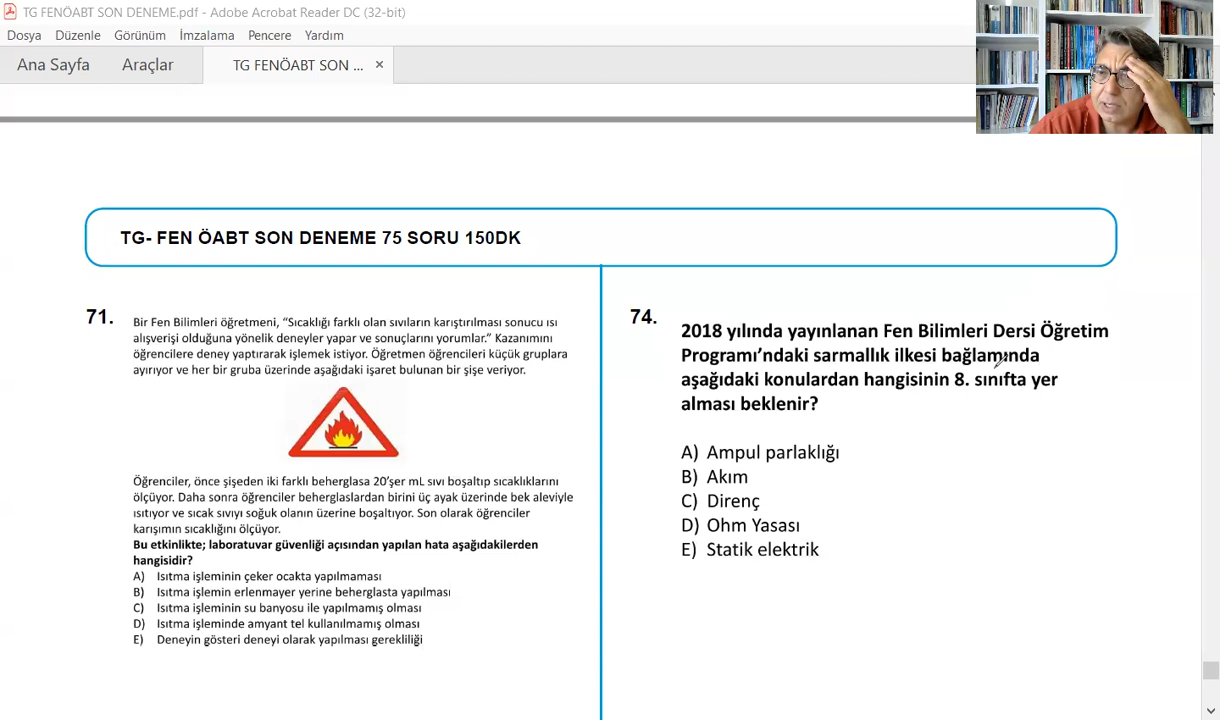 TG FENÖABT SON DENEME.pdf - Adobe Acrobat Reader DC (32-bit)
Dosya Düzenle Görünüm İmzalama Pencere Yardım
Ana Sayfa Araçlar TG FENÖABT SON ... ×
TG- FEN ÖABT SON DENEME 75 SORU 150DK
71.
Bir Fen Bilimleri öğretmeni, “Sıcaklığı farklı olan sıvıların karıştırılması sonucu ısı
alışverişi olduğuna yönelik deneyler yapar ve sonuçlarını yorumlar.” Kazanımını
öğrencilere deney yaptırarak işlemek istiyor. Öğretmen öğrencileri küçük gruplara
ayırıyor ve her bir gruba üzerinde aşağıdaki işaret bulunan bir şişe veriyor.
Öğrenciler, önce şişeden iki farklı beherglasa 20’şer mL sıvı boşaltıp sıcaklıklarını
ölçüyor. Daha sonra öğrenciler beherglaslardan birini üç ayak üzerinde bek aleviyle
ısıtıyor ve sıcak sıvıyı soğuk olanın üzerine boşaltıyor. Son olarak öğrenciler
karışımın sıcaklığını ölçüyor.
Bu etkinlikte; laboratuvar güvenliği açısından yapılan hata aşağıdakilerden
hangisidir?
A) Isıtma işleminin çeker ocakta yapılmaması
B) Isıtma işlemin erlenmayer yerine beherglasta yapılması
C) Isıtma işleminin su banyosu ile yapılmamış olması
D) Isıtma işleminde amyant tel kullanılmamış olması
E) Deneyin gösteri deneyi olarak yapılması gerekliliği
74.
2018 yılında yayınlanan Fen Bilimleri Dersi Öğretim
Programı’ndaki sarmallık ilkesi bağlamında
aşağıdaki konulardan hangisinin 8. sınıfta yer
alması beklenir?
A) Ampul parlaklığı
B) Akım
C) Direnç
D) Ohm Yasası
E) Statik elektrik